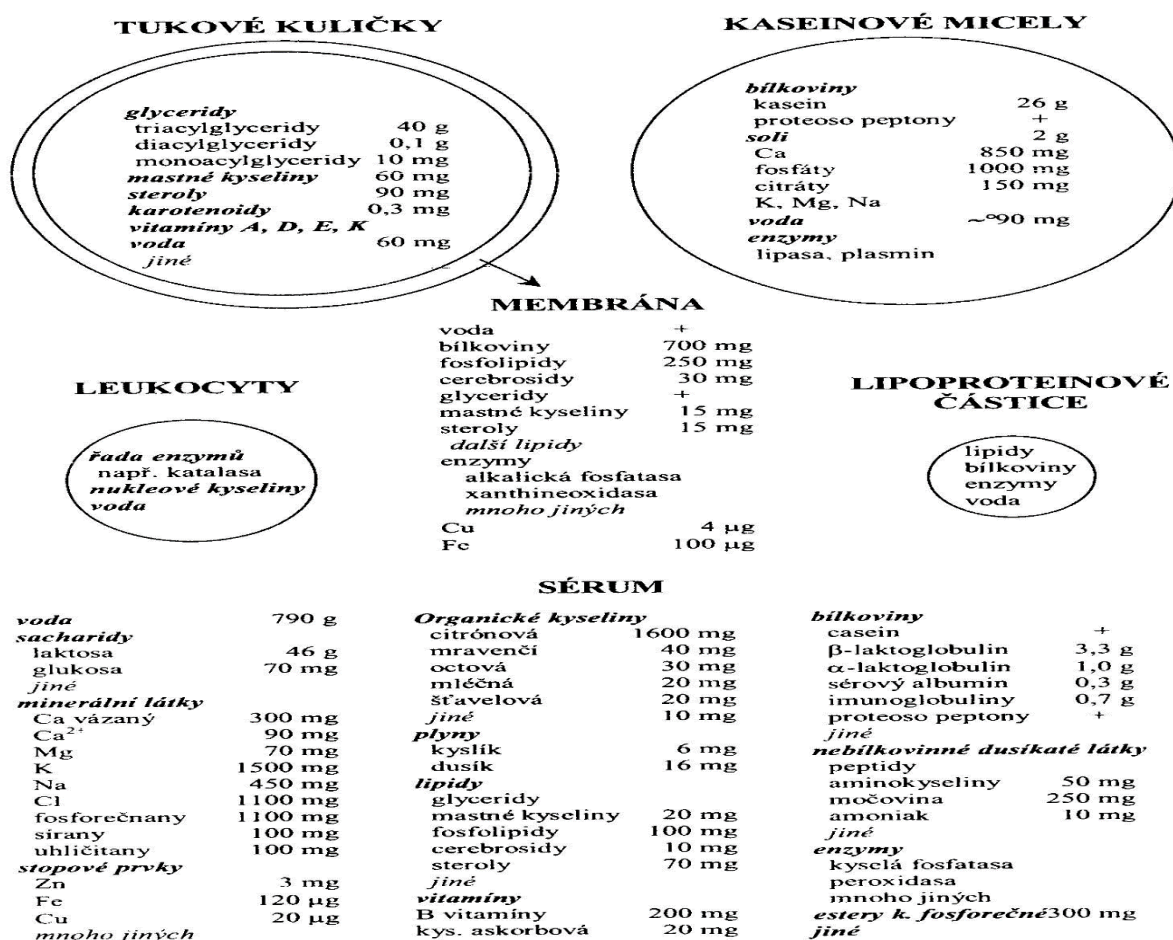 TUKOVÉ KULIČKY
glyceridy
triacylglyceridy 40 g
diacylglyceridy 0,1 g
monoacylglyceridy 10 mg
mastné kyseliny 60 mg
steroly 90 mg
karotenoidy 0,3 mg
vitamíny A, D, E, K
voda 60 mg
jiné
KASEINOVÉ MICELY
bílkoviny
kasein 26 g
proteoso peptony +
soli 2 g
Ca 850 mg
fosfáty 1000 mg
citráty 150 mg
K, Mg, Na
voda ~°90 mg
enzymy
lipasa, plasmin
MEMBRÁNA
voda +
bílkoviny 700 mg
fosfolipidy 250 mg
cerebrosidy 30 mg
glyceridy +
mastné kyseliny 15 mg
steroly 15 mg
další lipidy
enzymy
alkalická fosfatasa
xanthineoxidasa
mnoho jiných
Cu 4 µg
Fe 100 µg
LEUKOCYTY
řada enzymů
např. katalasa
nukleové kyseliny
voda
LIPOPROTEINOVÉ
ČÁSTICE
lipidy
bílkoviny
enzymy
voda
SÉRUM
voda 790 g
sacharidy
laktosa 46 g
glukosa 70 mg
jiné
minerální látky
Ca vázaný 300 mg
Ca²⁺ 90 mg
Mg 70 mg
K 1500 mg
Na 450 mg
Cl 1100 mg
fosforečnany 1100 mg
sírany 100 mg
uhličitany 100 mg
stopové prvky
Zn 3 mg
Fe 120 µg
Cu 20 µg
mnoho jiných
Organické kyseliny
citrónová 1600 mg
mravenčí 40 mg
octová 30 mg
mléčná 20 mg
šťavelová 20 mg
jiné 10 mg
plyny
kyslík 6 mg
dusík 16 mg
lipidy
glyceridy
mastné kyseliny 20 mg
fosfolipidy 100 mg
cerebrosidy 10 mg
steroly 70 mg
jiné
vitamíny
B vitamíny 200 mg
kys. askorbová 20 mg
bílkoviny
casein +
β-laktoglobulin 3,3 g
α-laktoglobulin 1,0 g
sérový albumin 0,3 g
imunoglobuliny 0,7 g
proteoso peptony +
jiné
nebílkovinné dusíkaté látky
peptidy
aminokyseliny 50 mg
močovina 250 mg
amoniak 10 mg
jiné
enzymy
kyselá fosfatasa
peroxidasa
mnoho jiných
estery k. fosforečné 300 mg
jiné